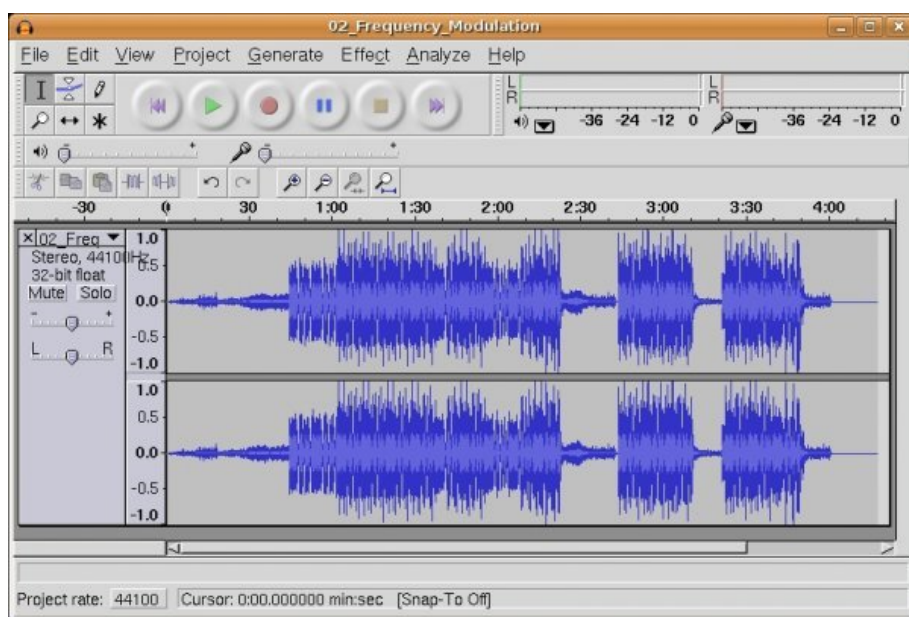 02_Frequency_Modulation
File Edit View Project Generate Effect Analyze Help
L
R
-36 -24 -12 0
L
R
-36 -24 -12 0
-30 0 30 1:00 1:30 2:00 2:30 3:00 3:30 4:00
02_Freq
Stereo, 44100Hz
32-bit float
Mute Solo
- +
L R
1.0
0.5
0.0
-0.5
-1.0
1.0
0.5
0.0
-0.5
-1.0
Project rate: 44100 Cursor: 0:00.000000 min:sec [Snap-To Off]